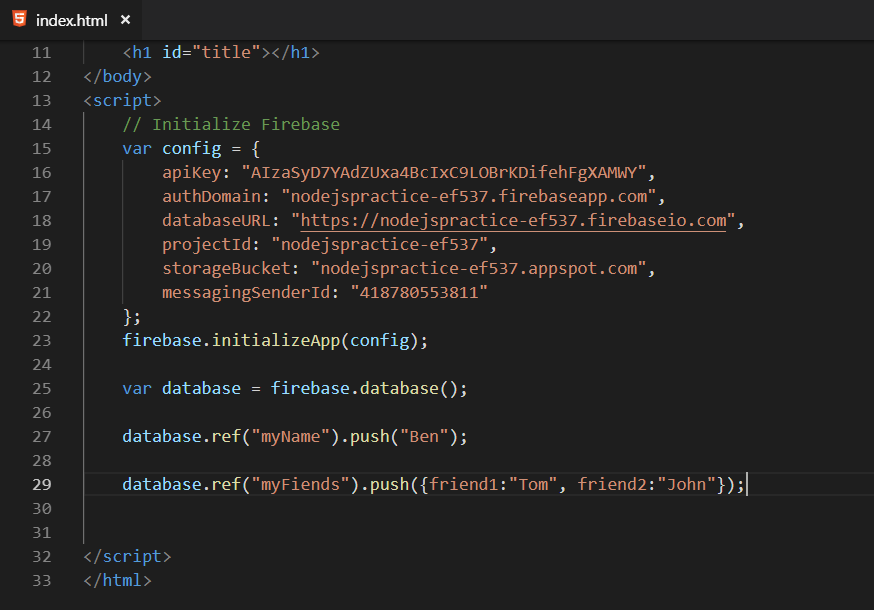 index.html ×
11 <h1 id="title"></h1>
12 </body>
13 <script>
14 // Initialize Firebase
15 var config = {
16 apiKey: "AIzaSyD7YAdZUxa4BcIxC9LOBrKDifehFgXAMWY",
17 authDomain: "nodejspractice-ef537.firebaseapp.com",
18 databaseURL: "https://nodejspractice-ef537.firebaseio.com",
19 projectId: "nodejspractice-ef537",
20 storageBucket: "nodejspractice-ef537.appspot.com",
21 messagingSenderId: "418780553811"
22 };
23 firebase.initializeApp(config);
24
25 var database = firebase.database();
26
27 database.ref("myName").push("Ben");
28
29 database.ref("myFiends").push({friend1:"Tom", friend2:"John"});
30
31
32 </script>
33 </html>